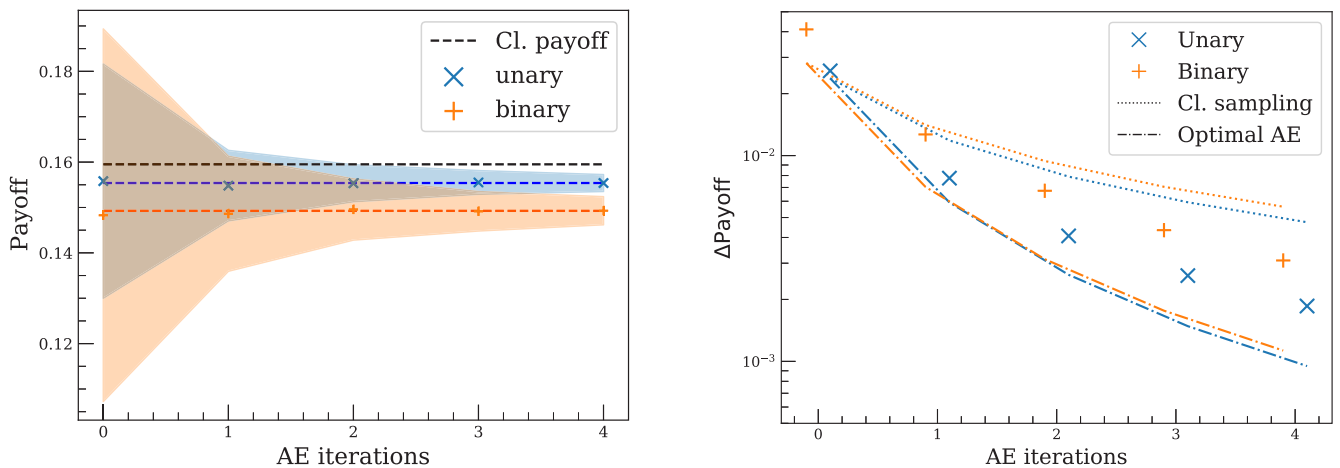 Cl. payoff
unary
binary
0.18
0.16
0.14
0.12
Payoff
0 1 2 3 4
AE iterations
Unary
Binary
Cl. sampling
Optimal AE
10⁻²
10⁻³
ΔPayoff
0 1 2 3 4
AE iterations